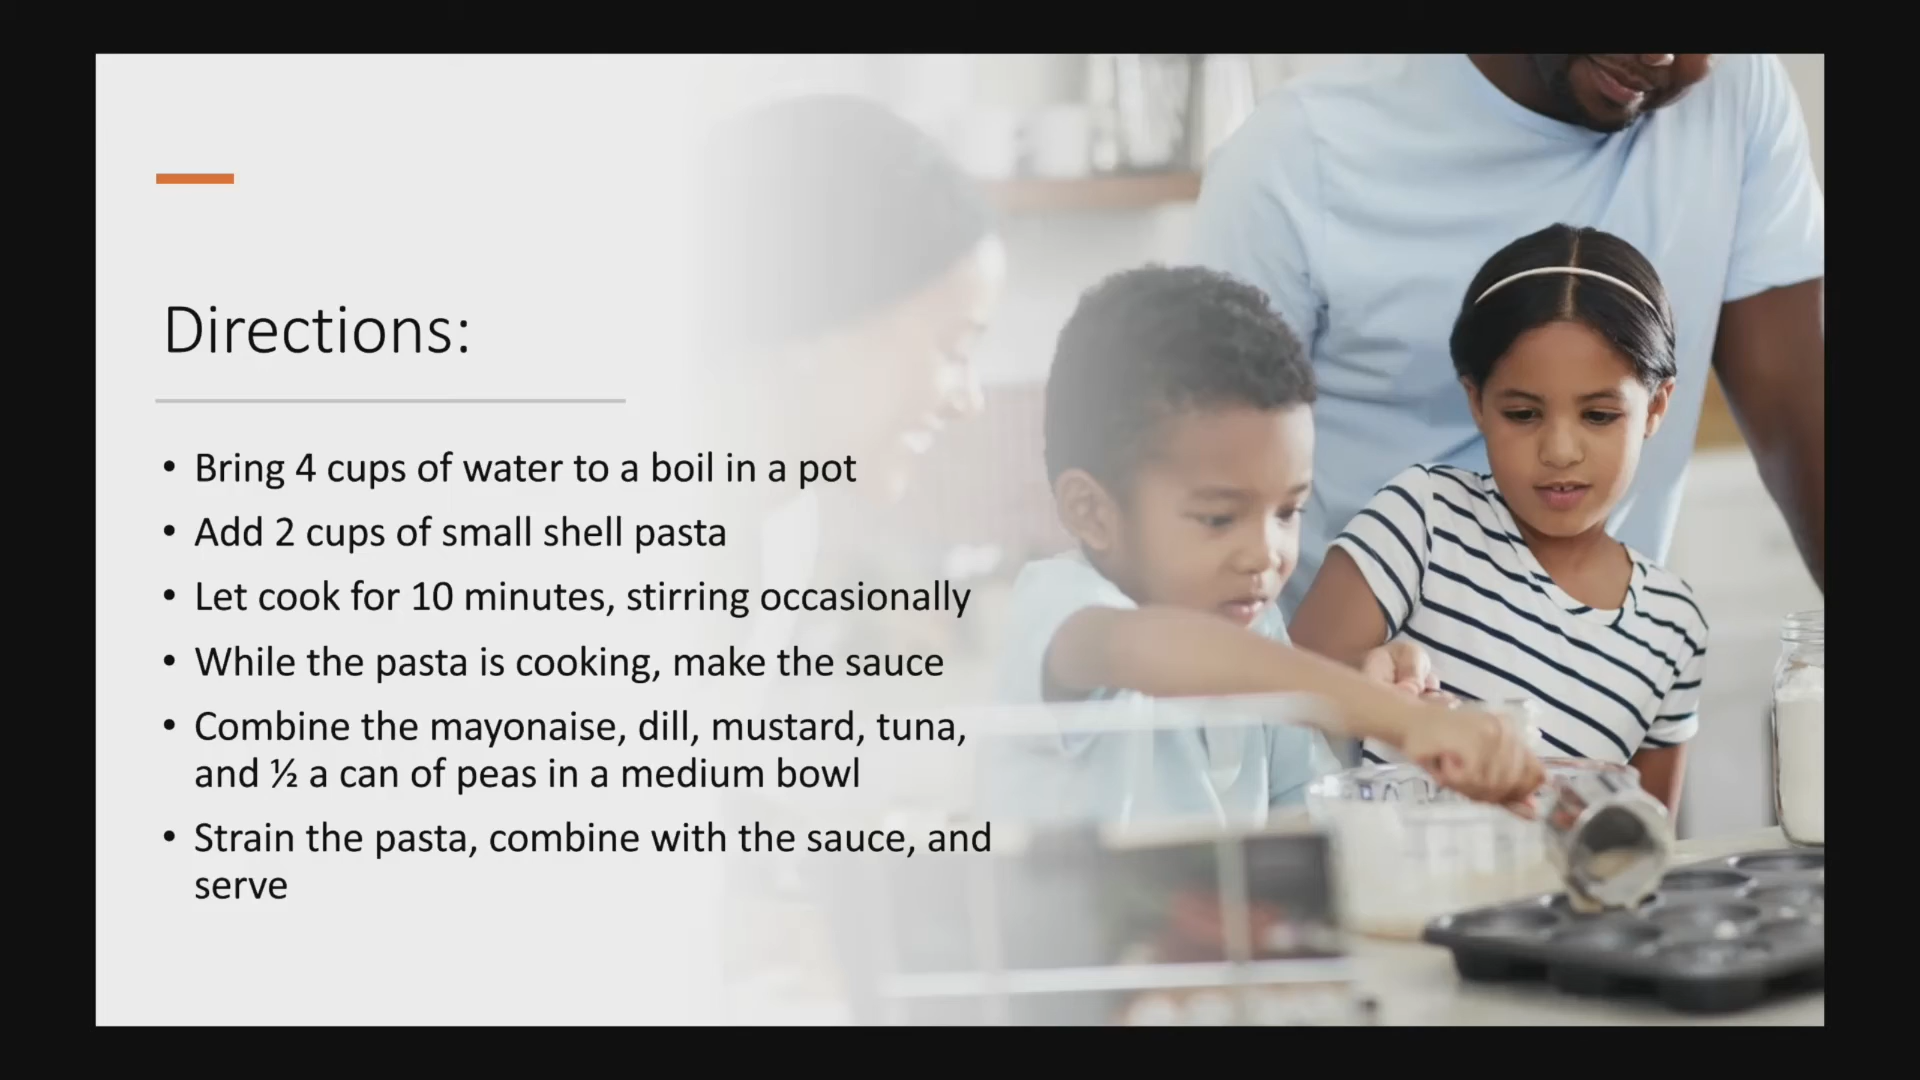 Directions:
• Bring 4 cups of water to a boil in a pot
• Add 2 cups of small shell pasta
• Let cook for 10 minutes, stirring occasionally
• While the pasta is cooking, make the sauce
• Combine the mayonaise, dill, mustard, tuna,
and ½ a can of peas in a medium bowl
• Strain the pasta, combine with the sauce, and
serve